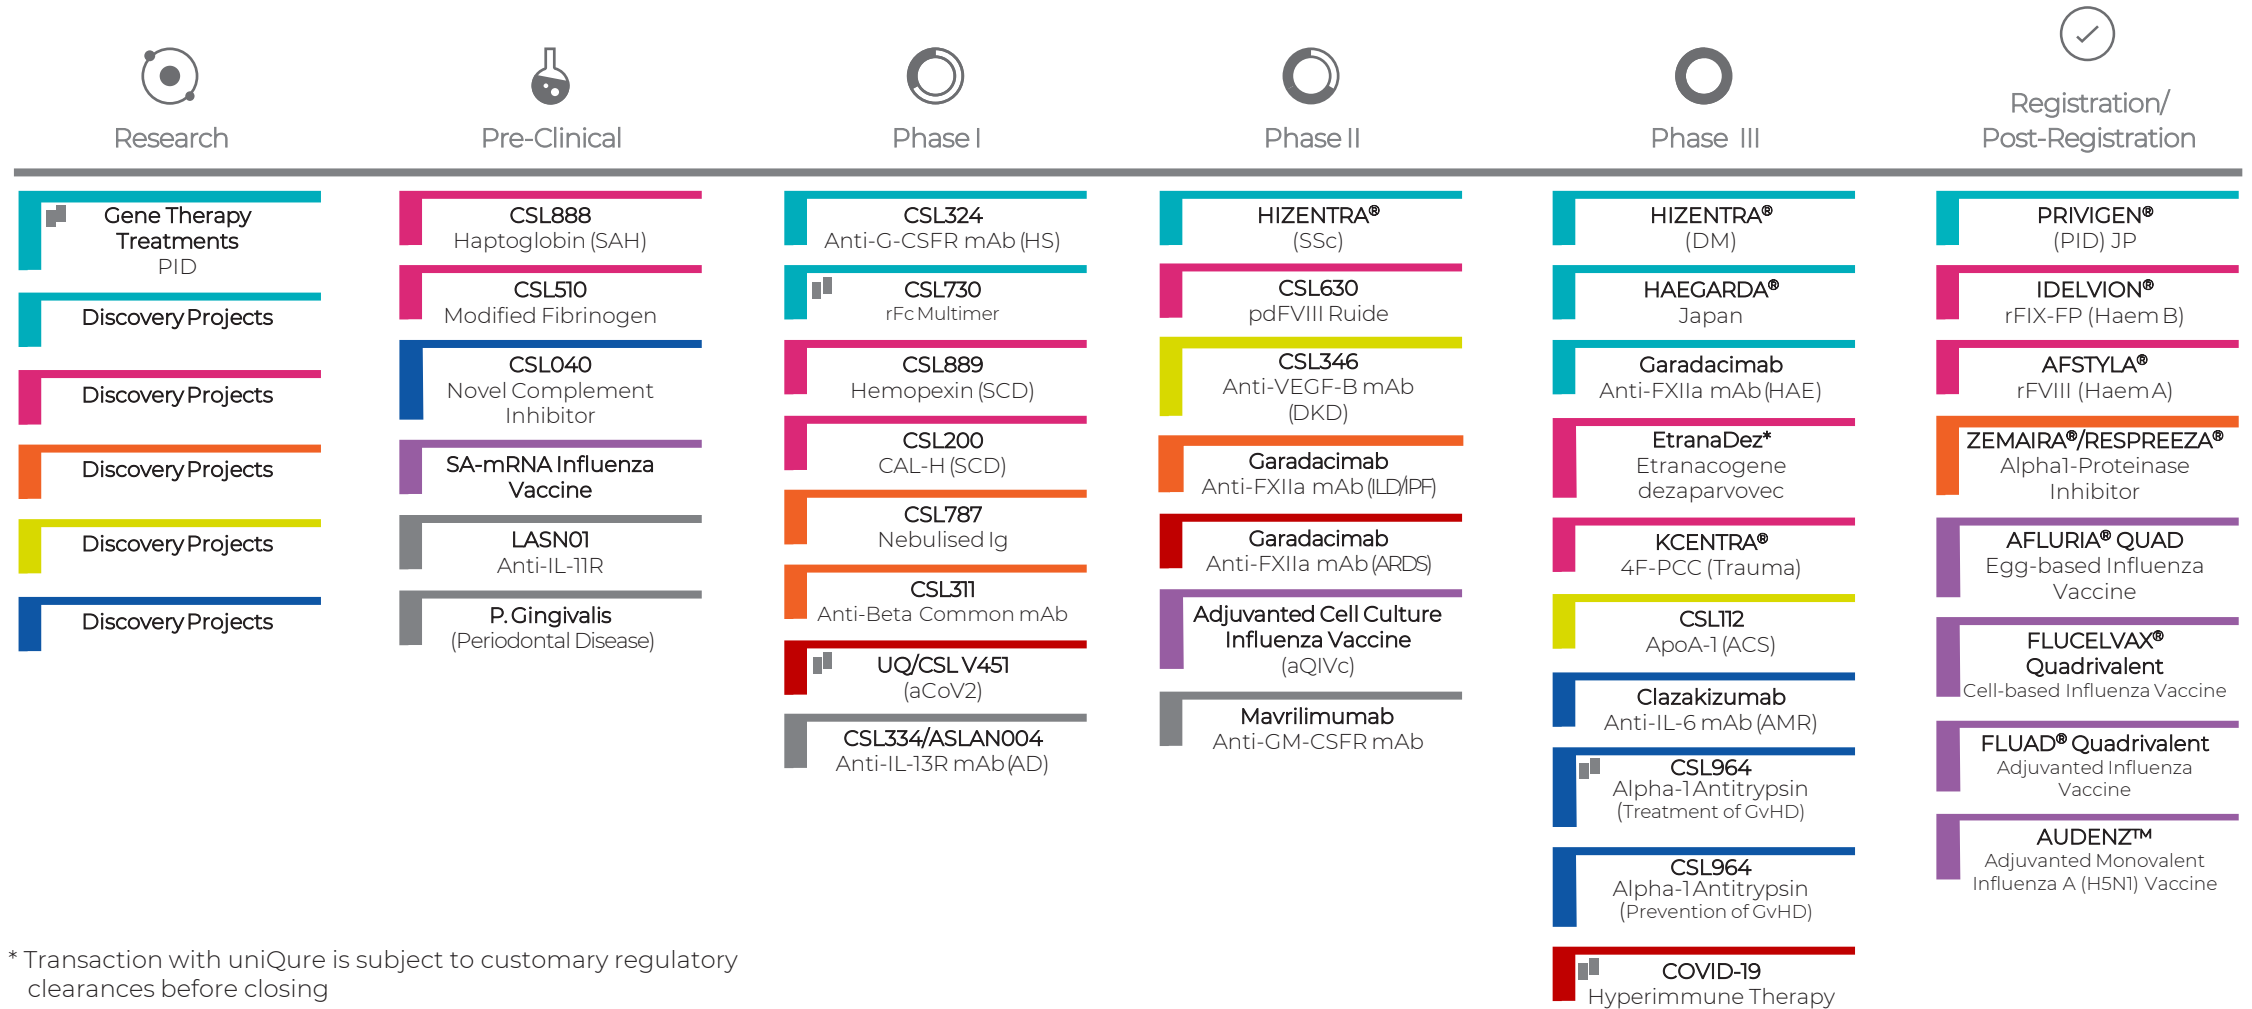 Research
Pre-Clinical
Phase I
Phase II
Phase III
Registration/
Post-Registration
Gene Therapy
Treatments
PID
Discovery Projects
Discovery Projects
Discovery Projects
Discovery Projects
Discovery Projects
CSL888
Haptoglobin (SAH)
CSL510
Modified Fibrinogen
CSL040
Novel Complement
Inhibitor
SA-mRNA Influenza
Vaccine
LASN01
Anti-IL-11R
P. Gingivalis
(Periodontal Disease)
CSL324
Anti-G-CSFR mAb (HS)
CSL730
rFc Multimer
CSL889
Hemopexin (SCD)
CSL200
CAL-H (SCD)
CSL787
Nebulised Ig
CSL311
Anti-Beta Common mAb
UQ/CSL V451
(aCoV2)
CSL334/ASLAN004
Anti-IL-13R mAb (AD)
HIZENTRA®
(SSc)
CSL630
pdFVIII Ruide
CSL346
Anti-VEGF-B mAb
(DKD)
Garadacimab
Anti-FXIIa mAb (ILD/IPF)
Garadacimab
Anti-FXIIa mAb (ARDS)
Adjuvanted Cell Culture
Influenza Vaccine
(aQIVc)
Mavrilimumab
Anti-GM-CSFR mAb
HIZENTRA®
(DM)
HAEGARDA®
Japan
Garadacimab
Anti-FXIIa mAb (HAE)
EtranaDez*
Etranacogene
dezaparvovec
KCENTRA®
4F-PCC (Trauma)
CSL112
ApoA-1 (ACS)
Clazakizumab
Anti-IL-6 mAb (AMR)
CSL964
Alpha-1 Antitrypsin
(Treatment of GvHD)
CSL964
Alpha-1 Antitrypsin
(Prevention of GvHD)
COVID-19
Hyperimmune Therapy
PRIVIGEN®
(PID) JP
IDELVION®
rFIX-FP (Haem B)
AFSTYLA®
rFVIII (Haem A)
ZEMAIRA®/RESPREEZA®
Alpha1-Proteinase
Inhibitor
AFLURIA® QUAD
Egg-based Influenza
Vaccine
FLUCELVAX®
Quadrivalent
Cell-based Influenza Vaccine
FLUAD® Quadrivalent
Adjuvanted Influenza
Vaccine
AUDENZ™
Adjuvanted Monovalent
Influenza A (H5N1) Vaccine
* Transaction with uniQure is subject to customary regulatory
clearances before closing